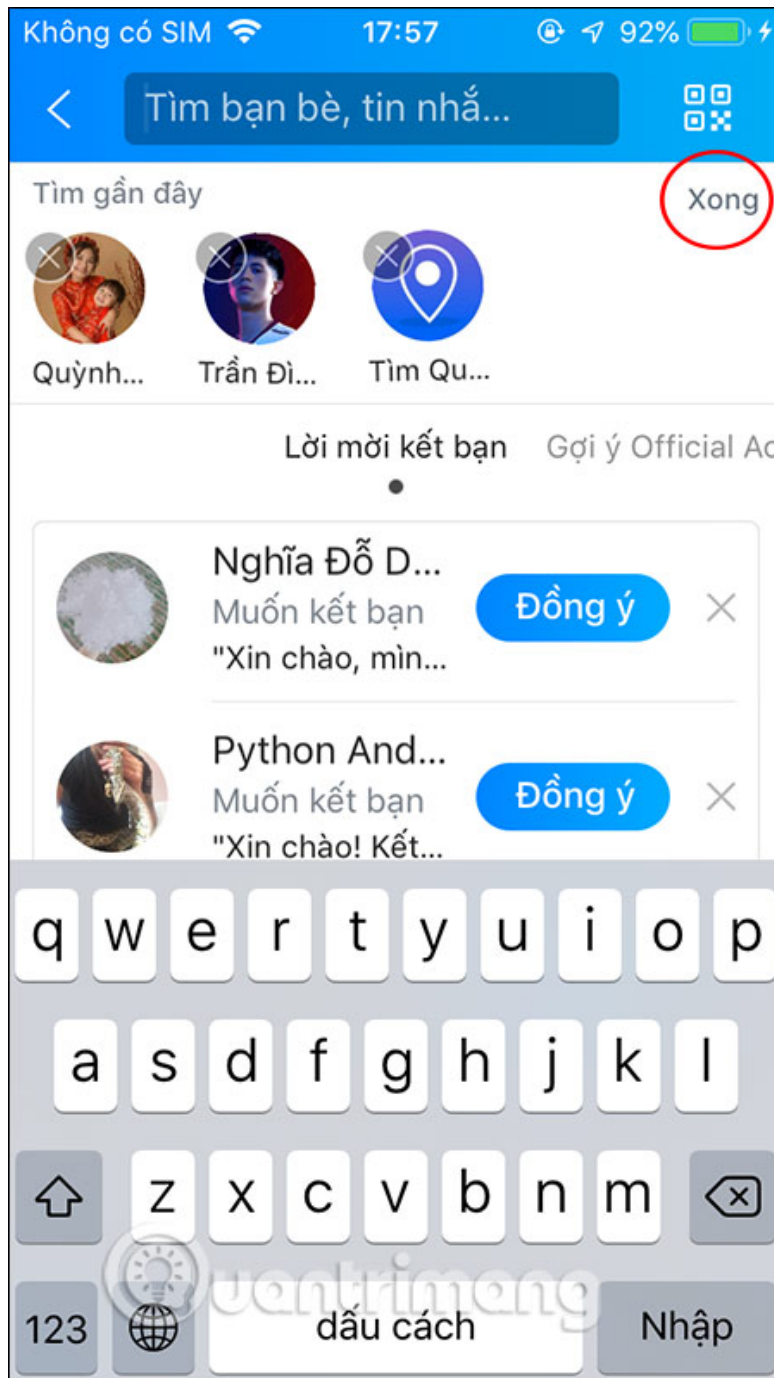 Không có SIM 17:57 92%
Tìm bạn bè, tin nhắ...
Tìm gần đây Xong
Quỳnh... Trần Đì... Tìm Qu...
Lời mời kết bạn Gợi ý Official Ac
Nghĩa Đỗ D...
Muốn kết bạn Đồng ý
"Xin chào, mìn...
Python And...
Muốn kết bạn Đồng ý
"Xin chào! Kết...
q w e r t y u i o p
a s d f g h j k l
z x c v b n m
Quantrimang
123 dấu cách Nhập